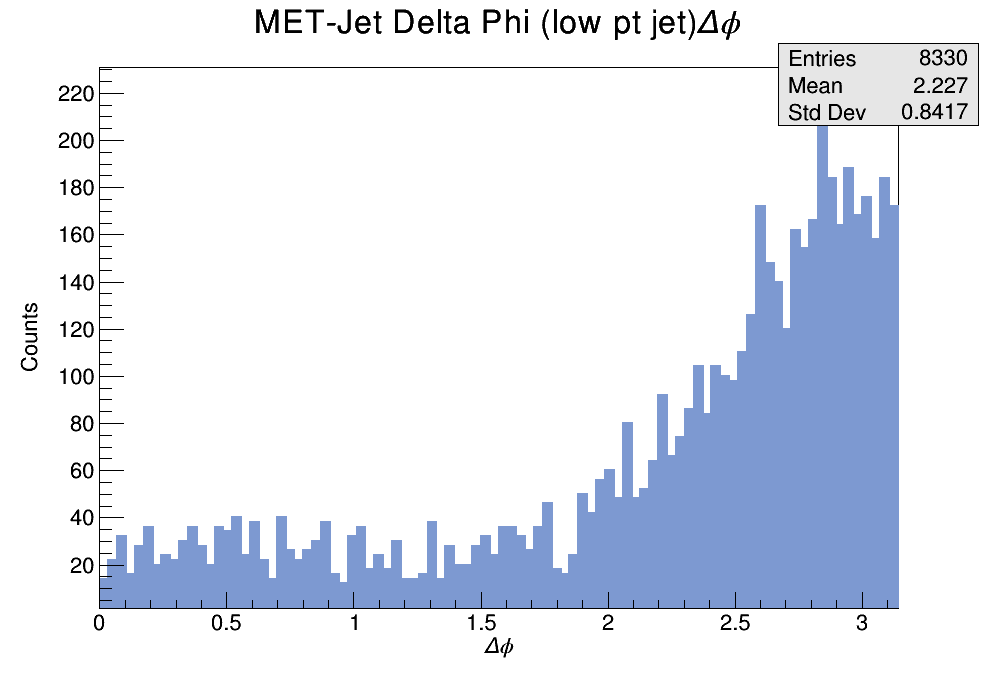 MET-Jet Delta Phi (low pt jet)Δϕ
Entries 8330
Mean 2.227
Std Dev 0.8417
220
200
180
160
140
120
100
80
60
40
20
Counts
0 0.5 1 1.5 2 2.5 3
Δϕ